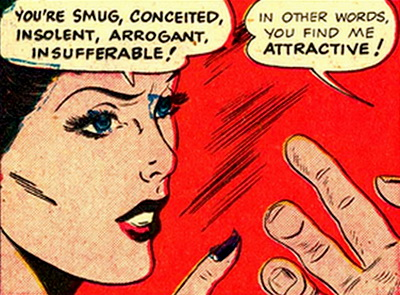 YOU'RE SMUG, CONCEITED,
INSOLENT, ARROGANT,
INSUFFERABLE!
IN OTHER WORDS,
YOU FIND ME
ATTRACTIVE!